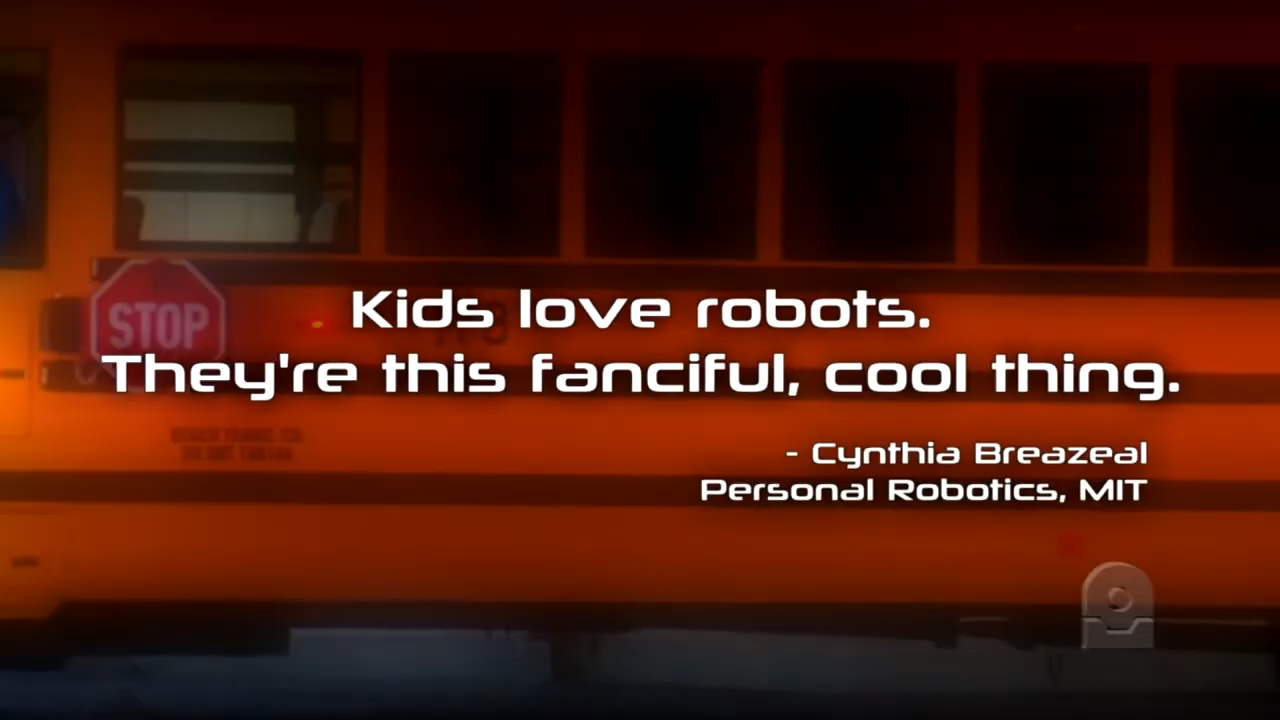 STOP
Kids love robots.
They're this fanciful, cool thing.
- Cynthia Breazeal
Personal Robotics, MIT